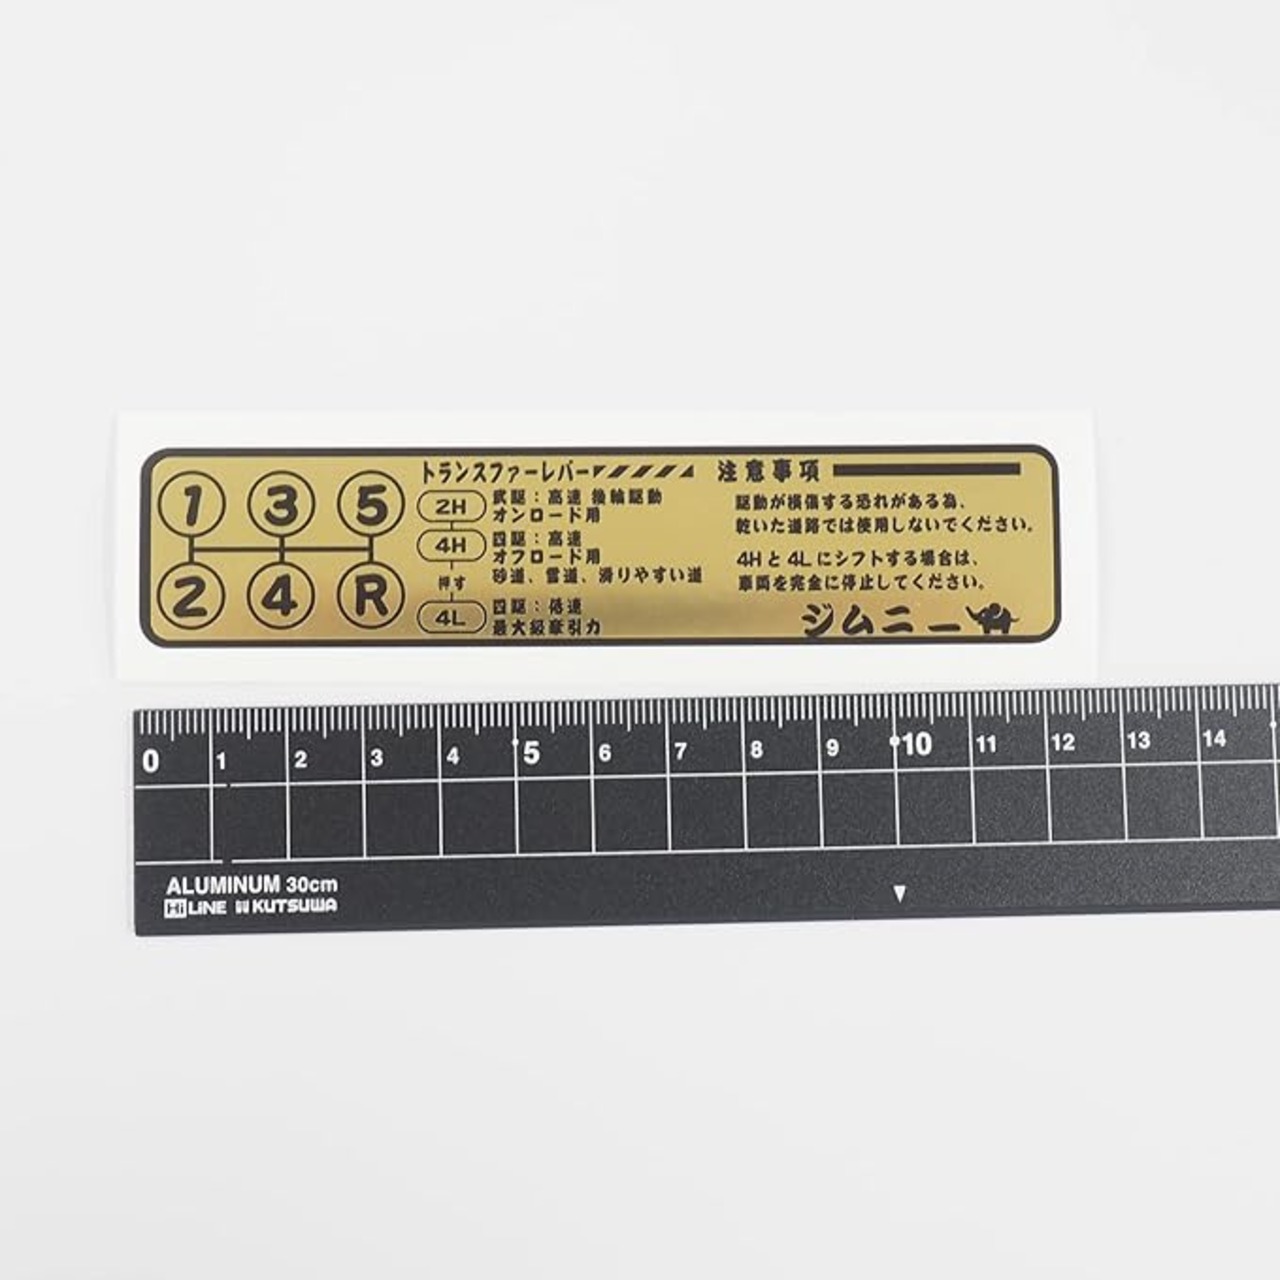 1 3 5
2 4 R
トランスファーレバー
2H
弐駆：高速 後輪駆動
オンロード用
4H
四駆：高速
オフロード用
砂道、雪道、滑りやすい道
押す
4L
四駆：低速
最大級牽引力
注意事項
駆動が損傷する恐れがある為、
乾いた道路では使用しないでください。
4Hと4Lにシフトする場合は、
車両を完全に停止してください。
ジムニー
0 1 2 3 4 5 6 7 8 9 10 11 12 13 14
ALUMINUM 30cm
Hi LiNE KUTSUWA